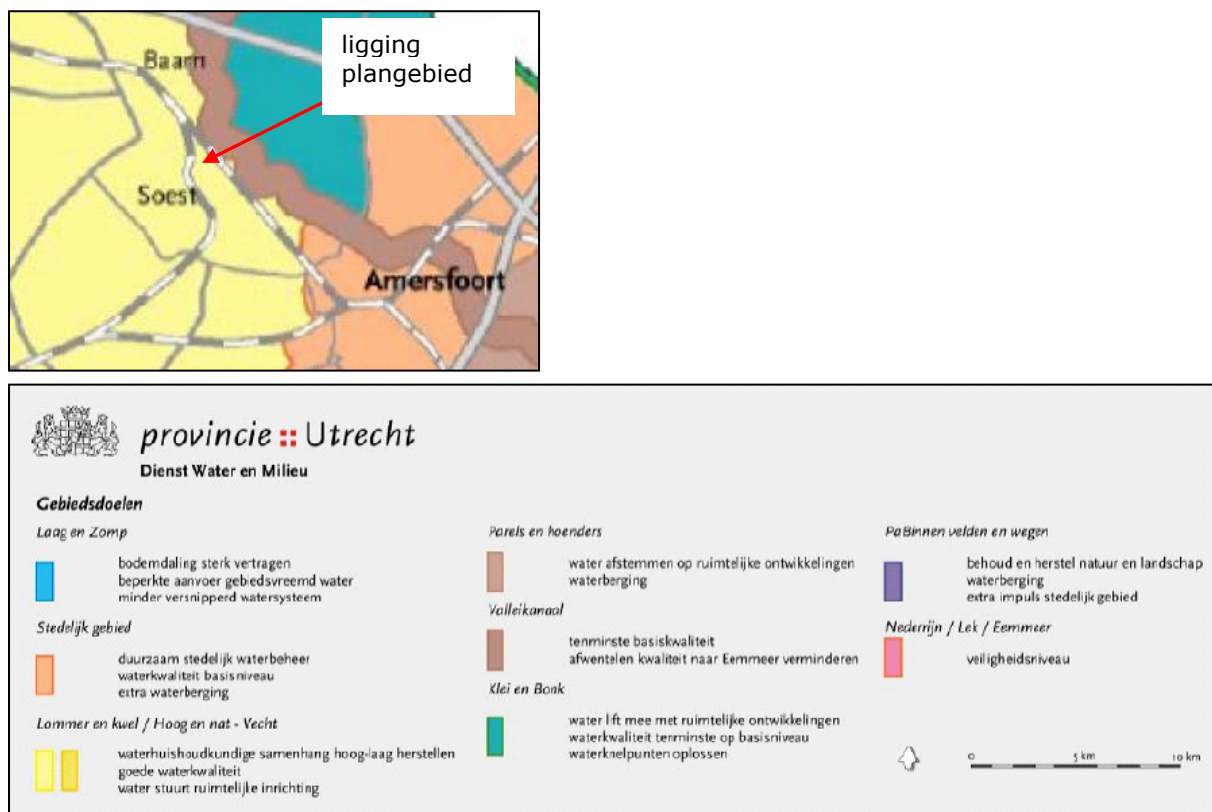 ligging
plangebied
Baarn
Soest
Amersfoort
provincie :: Utrecht
Dienst Water en Milieu
Gebiedsdoelen
Laag en Zomp
bodemdaling sterk vertragen
beperkte aanvoer gebiedsvreemd water
minder versnipperd watersysteem
Stedelijk gebied
duurzaam stedelijk waterbeheer
waterkwaliteit basisniveau
extra waterberging
Lommer en kwel / Hoog en nat - Vecht
waterhuishoudkundige samenhang hoog-laag herstellen
goede waterkwaliteit
water stuurt ruimtelijke inrichting
Parels en hoenders
water afstemmen op ruimtelijke ontwikkelingen
waterberging
Valleikanaal
tenminste basiskwaliteit
afwentelen kwaliteit naar Eemmeer verminderen
Klei en Bonk
water lift mee met ruimtelijke ontwikkelingen
waterkwaliteit tenminste op basisniveau
waterknelpunten oplossen
PaBinnen velden en wegen
behoud en herstel natuur en landschap
waterberging
extra impuls stedelijk gebied
Nederrijn / Lek / Eemmeer
veiligheidsniveau
0 5 km 10 km